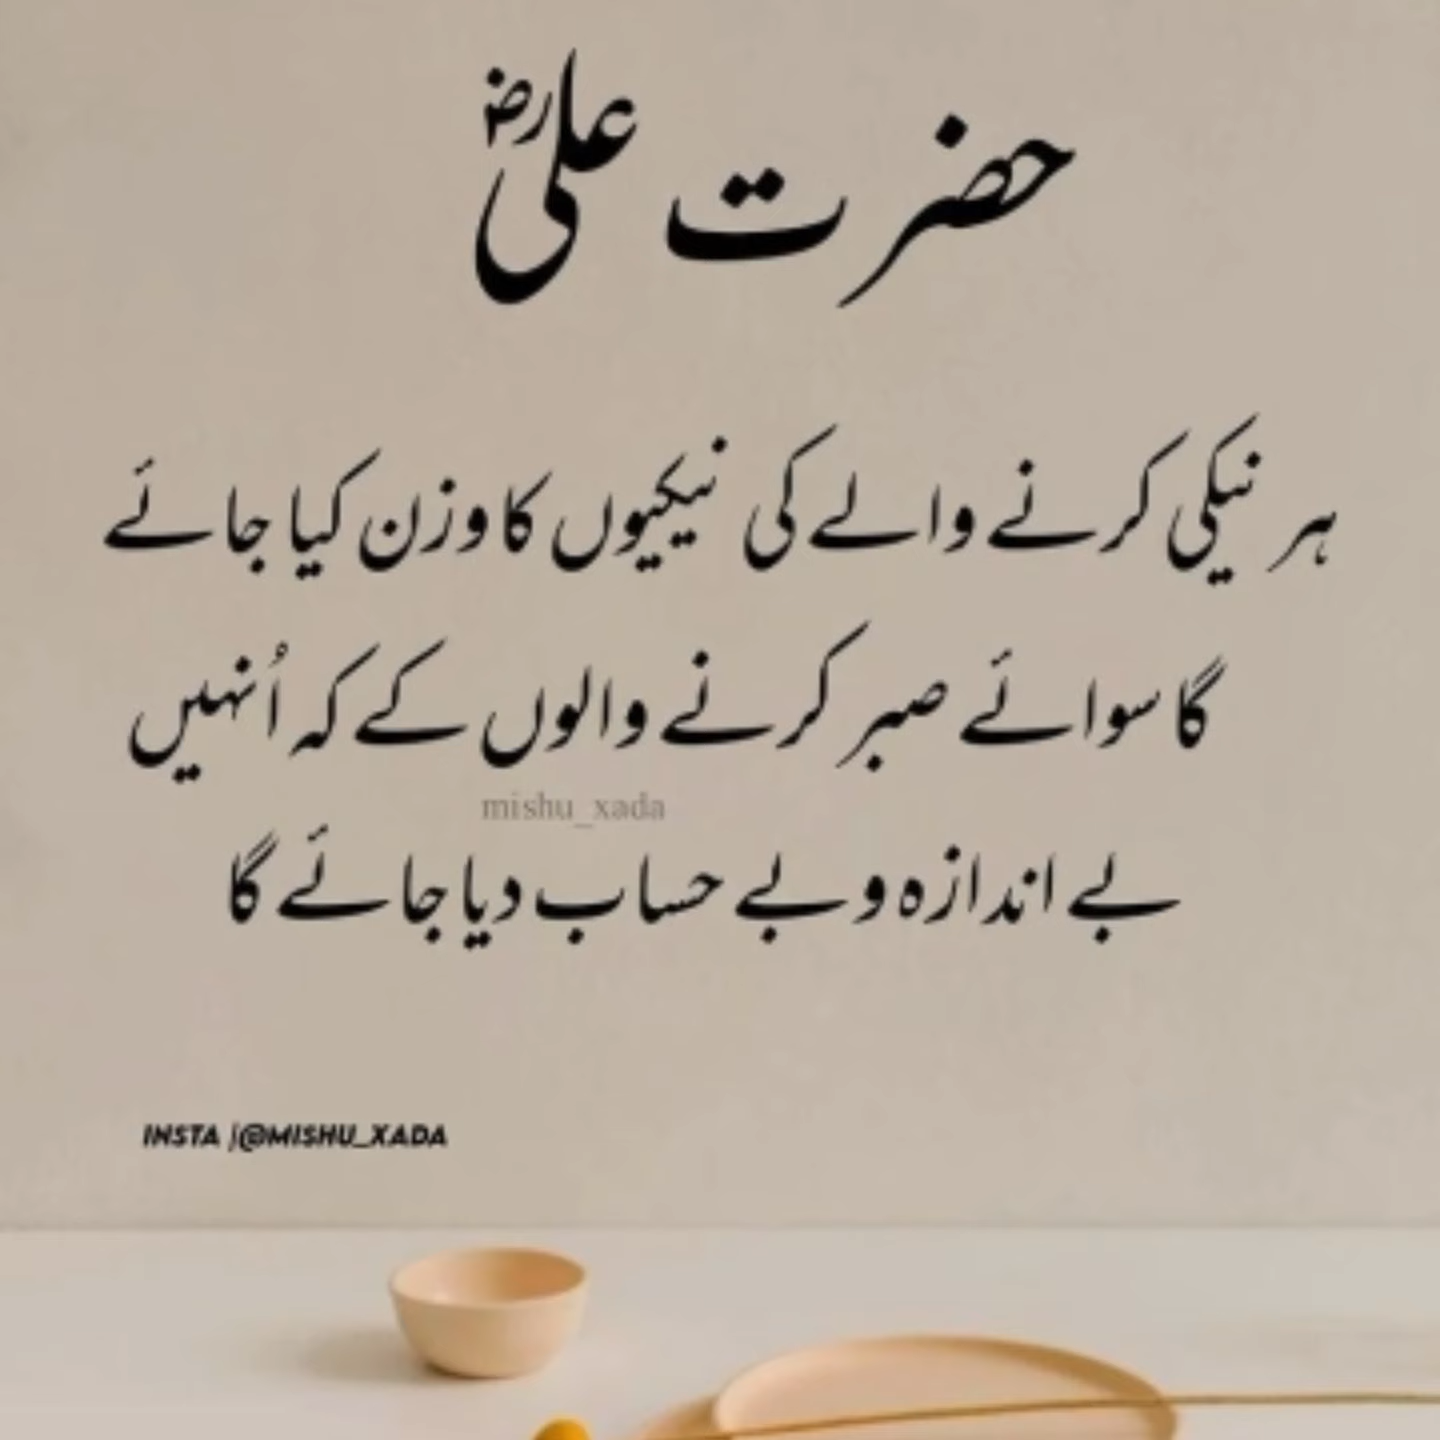 حضرت علیؓ
ہر نیکی کرنے والے کی نیکیوں کا وزن کیا جائے
گا سوائے صبر کرنے والوں کے کہ اُنہیں
mishu_xada
بے اندازہ و بے حساب دیا جائے گا
INSTA |@MISHU_XADA